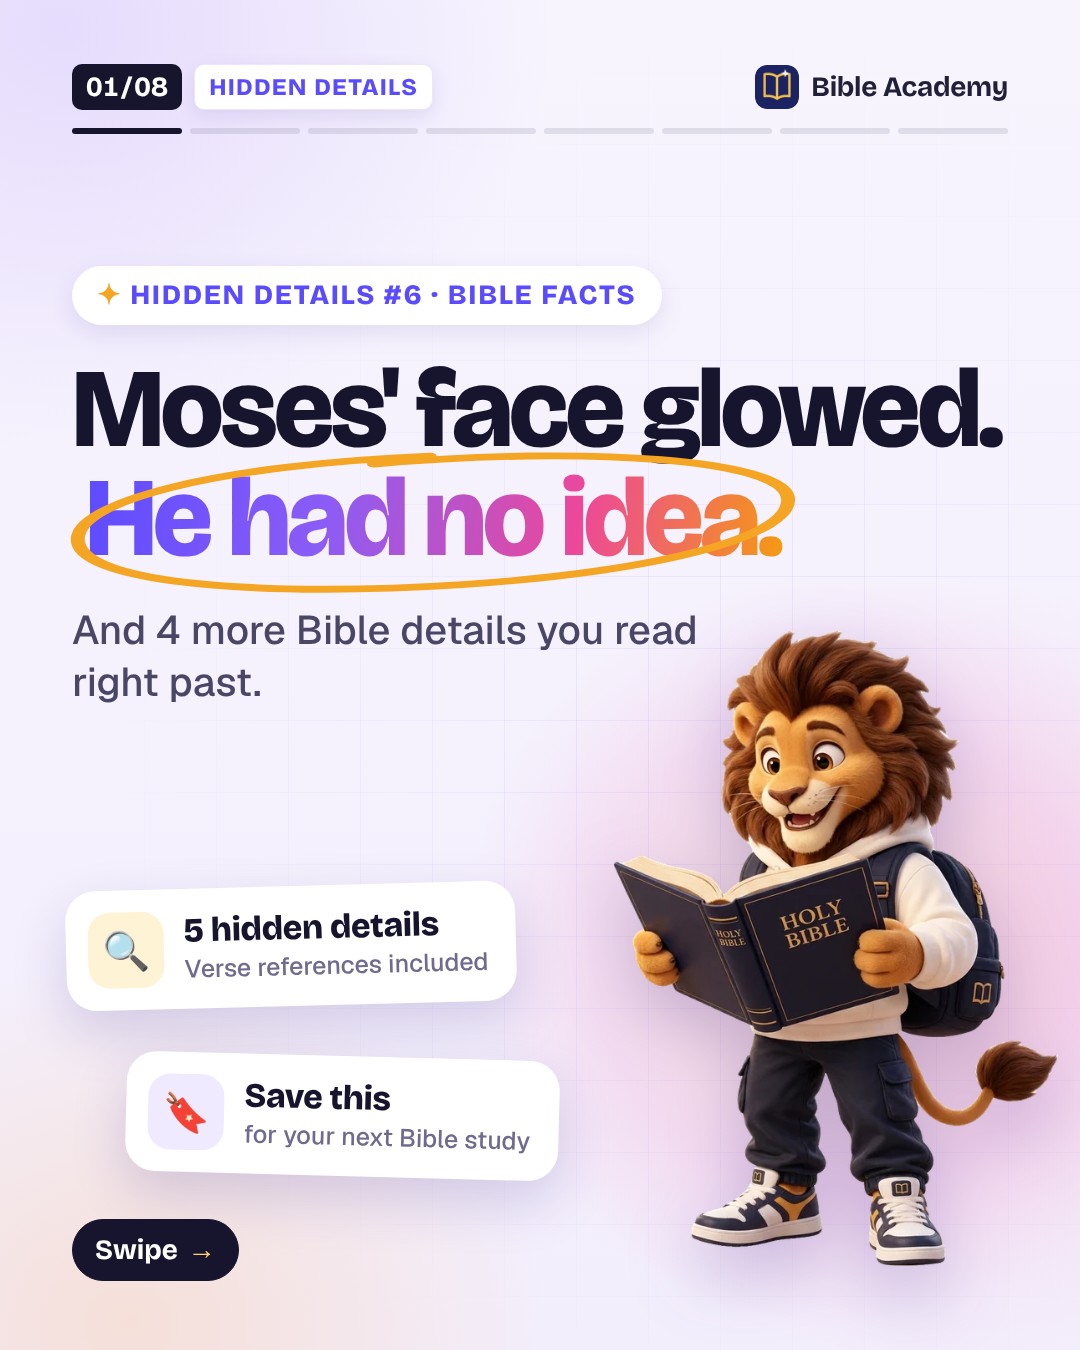 01/08 HIDDEN DETAILS
Bible Academy
✦ HIDDEN DETAILS #6 · BIBLE FACTS
Moses' face glowed.
He had no idea.
And 4 more Bible details you read
right past.
HOLY
BIBLE
HOLY
BIBLE
5 hidden details
Verse references included
Save this
for your next Bible study
Swipe →